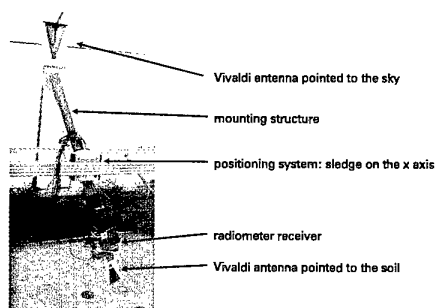 Vivaldi entenna pointed to the sky
mounting structure
positioning system: sledge on the x axis
radiometer receiver
Vivaldi antenna pointed to the soil